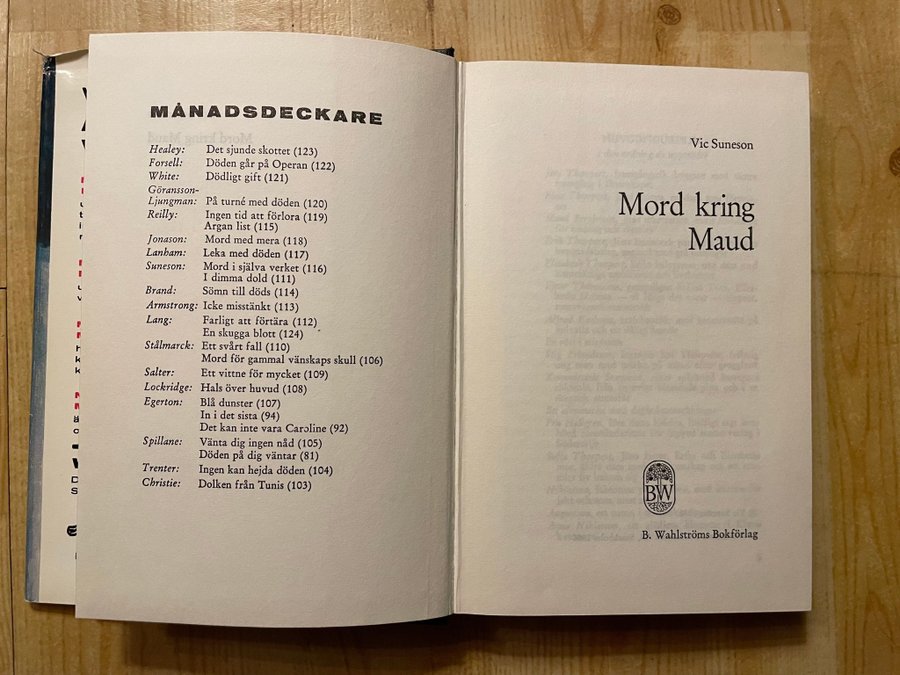 MÅNADSDECKARE
Healey: Det sjunde skottet (123)
Forsell: Döden går på Operan (122)
White: Dödligt gift (121)
Göransson-
Ljungman: På turné med döden (120)
Reilly: Ingen tid att förlora (119)
Argan list (115)
Jonason: Mord med mera (118)
Lanham: Leka med döden (117)
Suneson: Mord i själva verket (116)
I dimma dold (111)
Brand: Sömn till döds (114)
Armstrong: Icke misstänkt (113)
Lang: Farligt att förtära (112)
En skugga blott (124)
Stålmarck: Ett svårt fall (110)
Mord för gammal vänskaps skull (106)
Salter: Ett vittne för mycket (109)
Lockridge: Hals över huvud (108)
Egerton: Blå dunster (107)
In i det sista (94)
Det kan inte vara Caroline (92)
Spillane: Vänta dig ingen nåd (105)
Döden på dig väntar (81)
Trenter: Ingen kan hejda döden (104)
Christie: Dolken från Tunis (103)
Vic Suneson
Mord kring
Maud
BW
B. Wahlströms Bokförlag